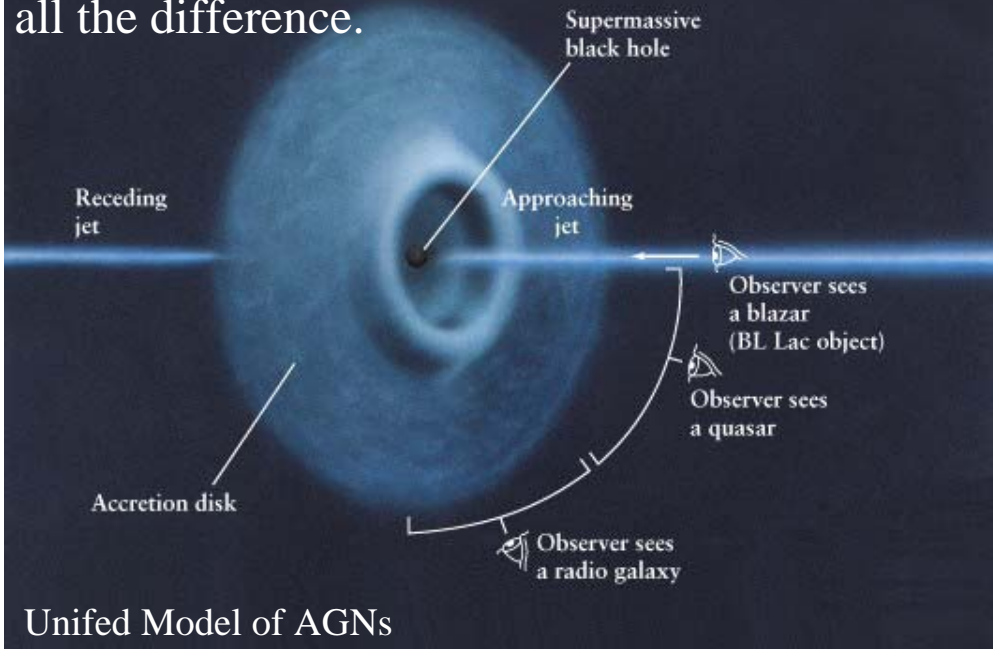 all the difference.
Supermassive
black hole
Receding
jet
Approaching
jet
Observer sees
a blazar
(BL Lac object)
Observer sees
a quasar
Accretion disk
Observer sees
a radio galaxy
Unifed Model of AGNs